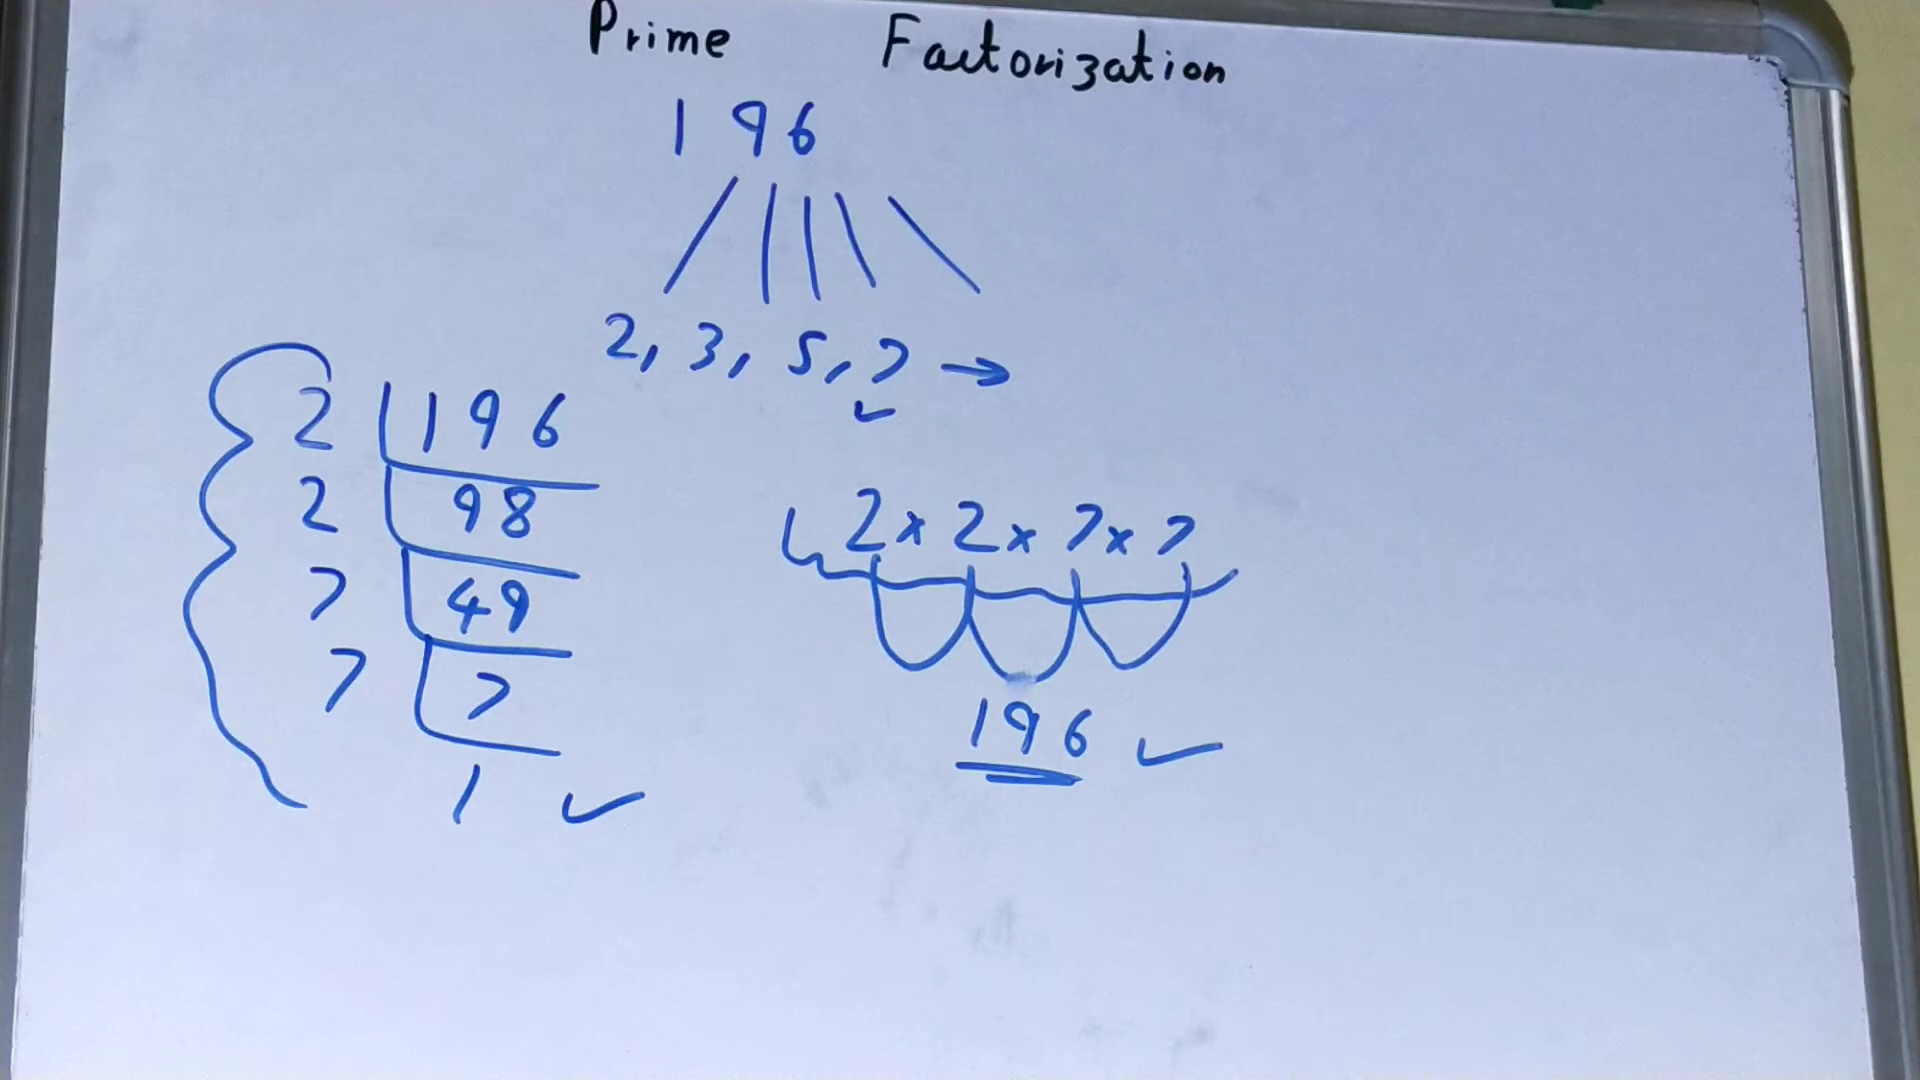 Prime Factorization
196
2, 3, 5, 7 →
2 | 196
2 | 98
7 | 49
7 | 7
1 ✓
2 x 2 x 7 x 7
196 ✓